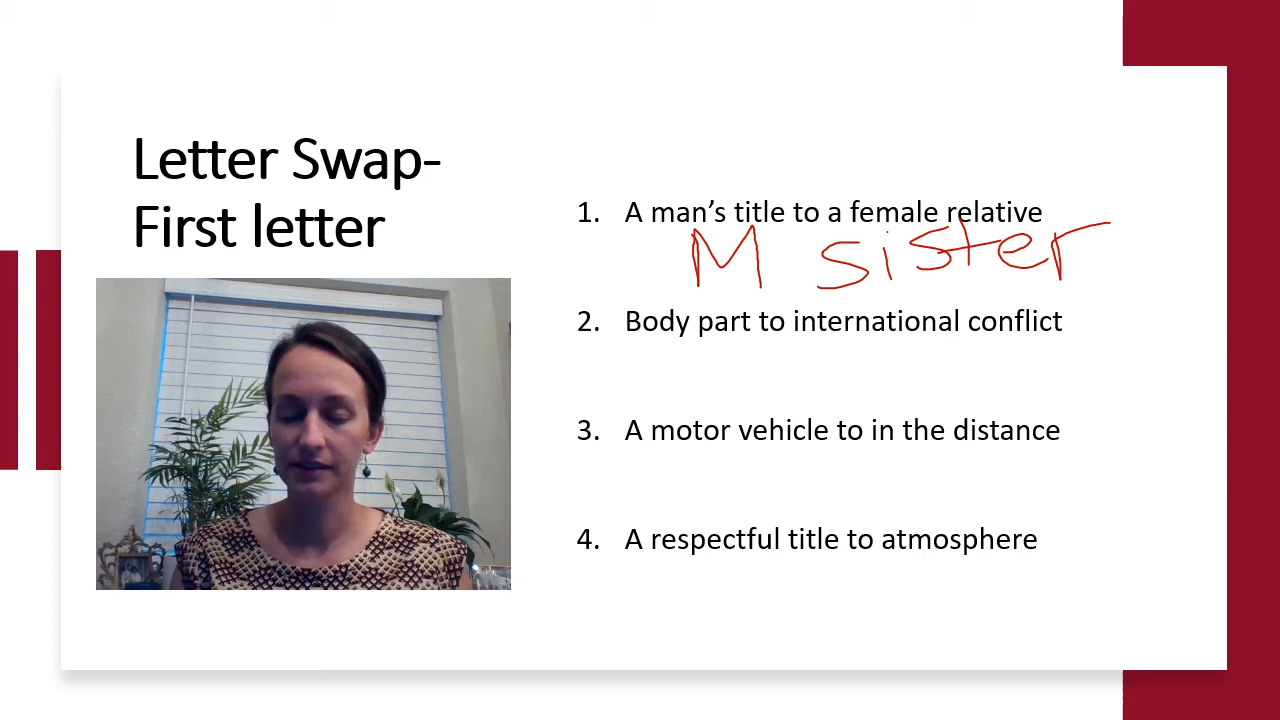 Letter Swap-
First letter
1. A man's title to a female relative
M sister
2. Body part to international conflict
3. A motor vehicle to in the distance
4. A respectful title to atmosphere